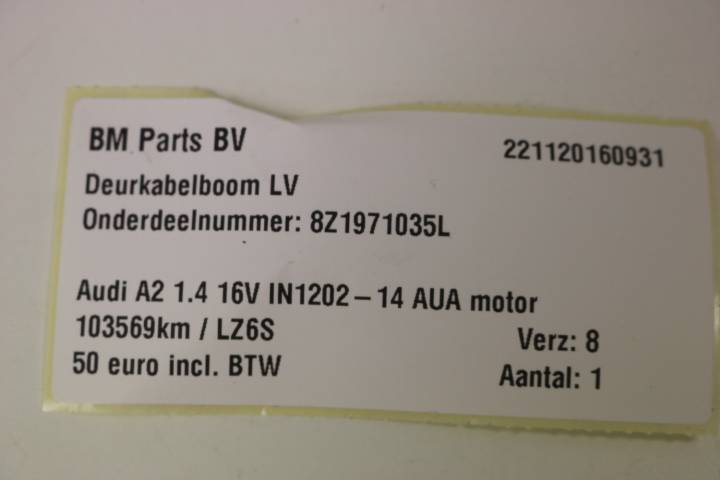 BM Parts BV
221120160931
Deurkabelboom LV
Onderdeelnummer: 8Z1971035L
Audi A2 1.4 16V IN1202 – 14 AUA motor
103569km / LZ6S
Verz: 8
50 euro incl. BTW
Aantal: 1